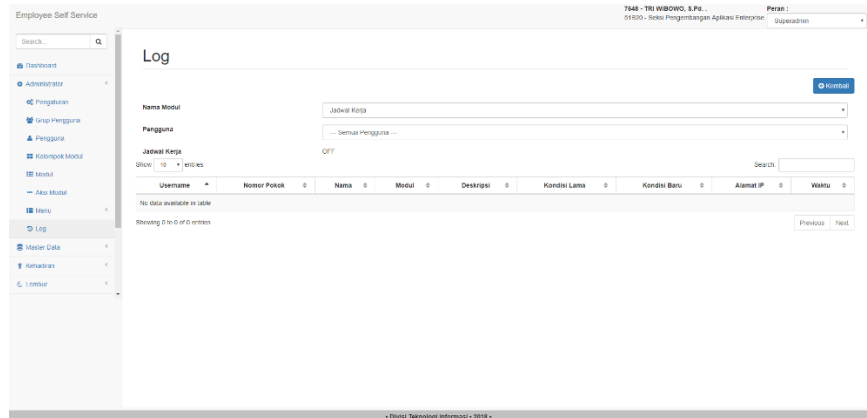 Employee Self Service
7648 - TRI WIBOWO, S.Pd. .
51820 - Seksi Pengembangan Aplikasi Enterprise.
Peran :
Superadmin
Search...
Dashboard
Administrator
Pengaturan
Grup Pengguna
Pengguna
Kelompok Modul
Modul
Aksi Modul
Menu
Log
Master Data
Kehadiran
Lembur
Log
Kembali
Nama Modul
Jadwal Kerja
Pangguna
--- Semua Pengguna ---
Jadwal Kerja
OFF
Show 10 entries
Search:
Username Nomor Pokok Nama Modul Deskripsi Kondisi Lama Kondisi Baru Alamat IP Waktu
No data available in table
Showing 0 to 0 of 0 entries
Previous Next
• Divisi Teknologi Informasi • 2018 •